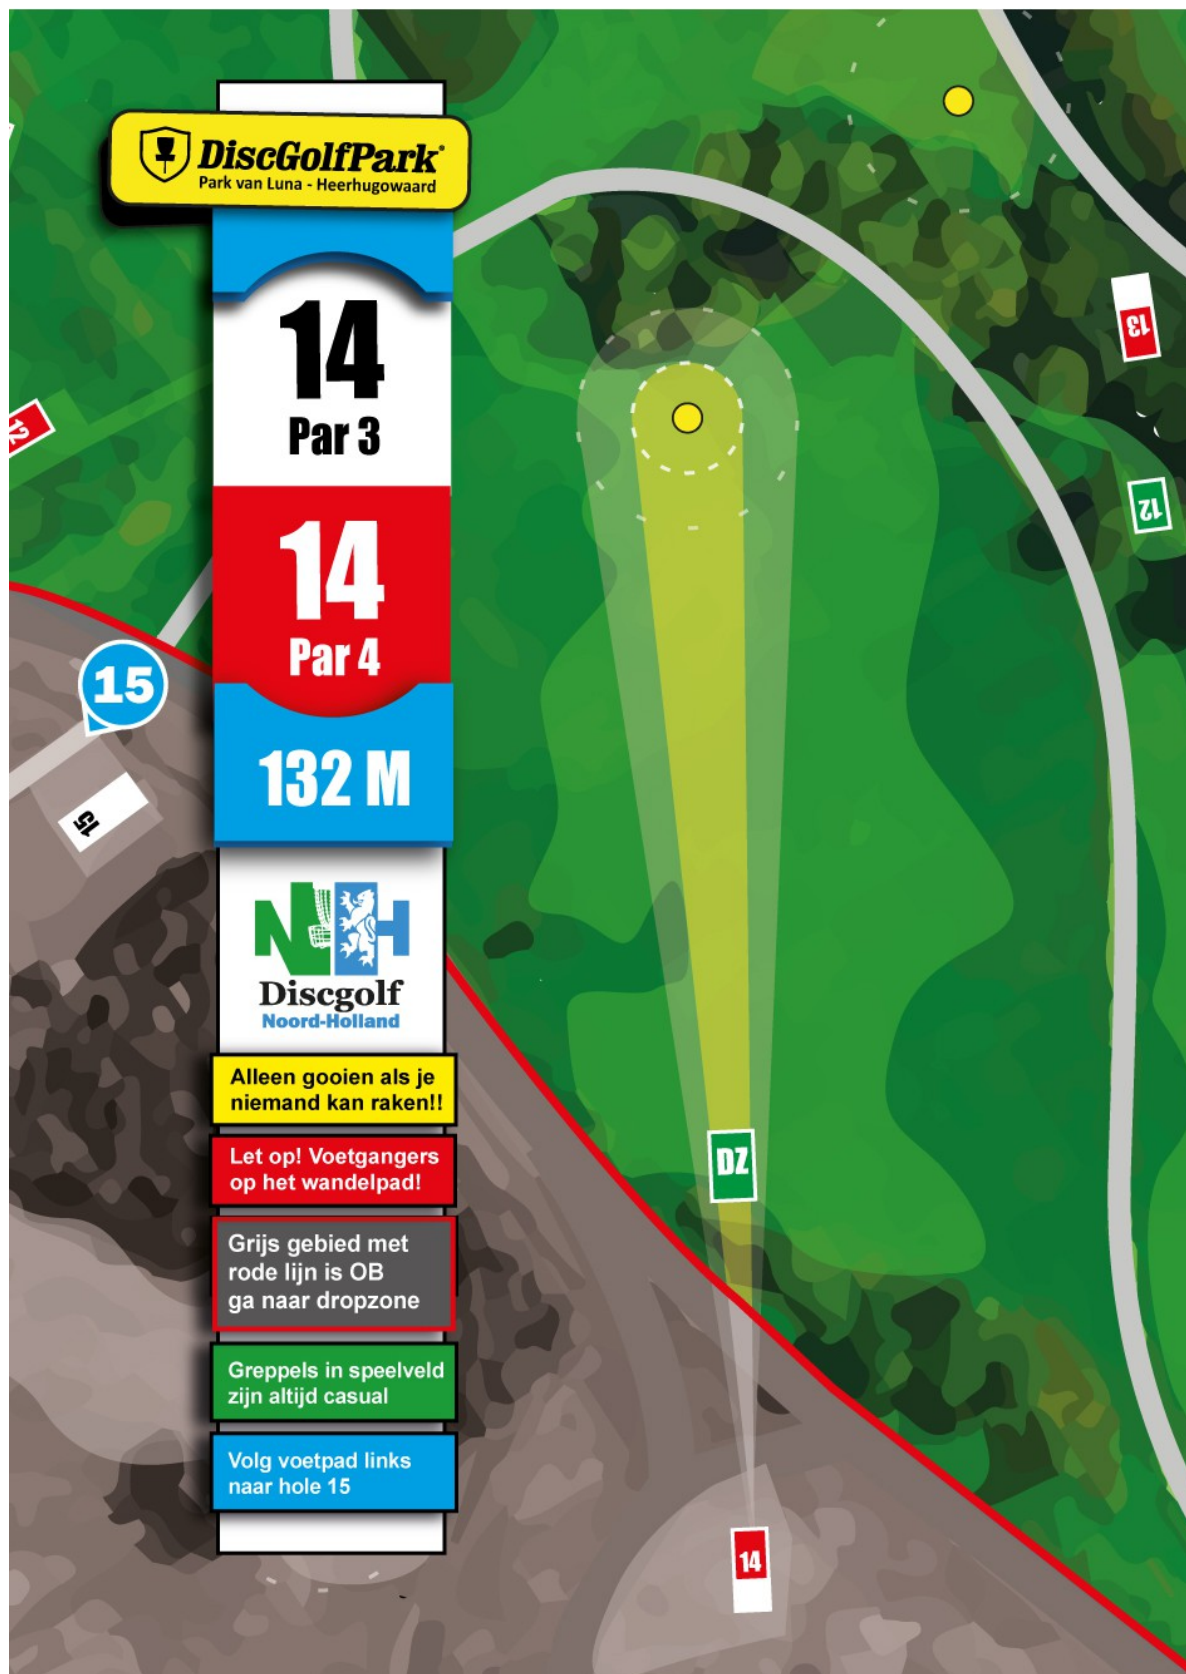 DiscGolfPark®
Park van Luna - Heerhugowaard
14
Par 3
14
Par 4
132 M
NH
Discgolf
Noord-Holland
Alleen gooien als je
niemand kan raken!!
Let op! Voetgangers
op het wandelpad!
Grijs gebied met
rode lijn is OB
ga naar dropzone
Greppels in speelveld
zijn altijd casual
Volg voetpad links
naar hole 15
13
12
12
15
15
DZ
14